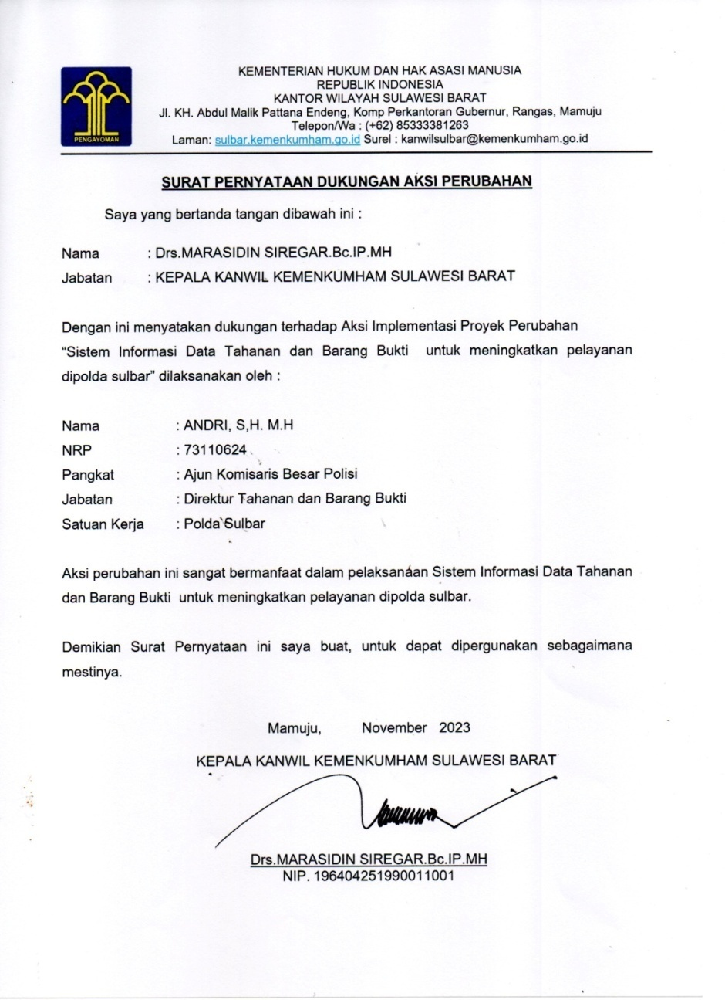 KEMENTERIAN HUKUM DAN HAK ASASI MANUSIA
REPUBLIK INDONESIA
KANTOR WILAYAH SULAWESI BARAT
Jl. KH. Abdul Malik Pattana Endeng, Komp Perkantoran Gubernur, Rangas, Mamuju
Telepon/Wa : (+62) 85333381263
Laman: sulbar.kemenkumham.go.id Surel : kanwilsulbar@kemenkumham.go.id
PENGAYOMAN
SURAT PERNYATAAN DUKUNGAN AKSI PERUBAHAN
Saya yang bertanda tangan dibawah ini :
Nama : Drs.MARASIDIN SIREGAR.Bc.IP.MH
Jabatan : KEPALA KANWIL KEMENKUMHAM SULAWESI BARAT
Dengan ini menyatakan dukungan terhadap Aksi Implementasi Proyek Perubahan
“Sistem Informasi Data Tahanan dan Barang Bukti untuk meningkatkan pelayanan
dipolda sulbar” dilaksanakan oleh :
Nama : ANDRI, S,H. M.H
NRP : 73110624
Pangkat : Ajun Komisaris Besar Polisi
Jabatan : Direktur Tahanan dan Barang Bukti
Satuan Kerja : Polda Sulbar
Aksi perubahan ini sangat bermanfaat dalam pelaksanaan Sistem Informasi Data Tahanan
dan Barang Bukti untuk meningkatkan pelayanan dipolda sulbar.
Demikian Surat Pernyataan ini saya buat, untuk dapat dipergunakan sebagaimana
mestinya.
Mamuju, November 2023
KEPALA KANWIL KEMENKUMHAM SULAWESI BARAT
Drs.MARASIDIN SIREGAR.Bc.IP.MH
NIP. 196404251990011001